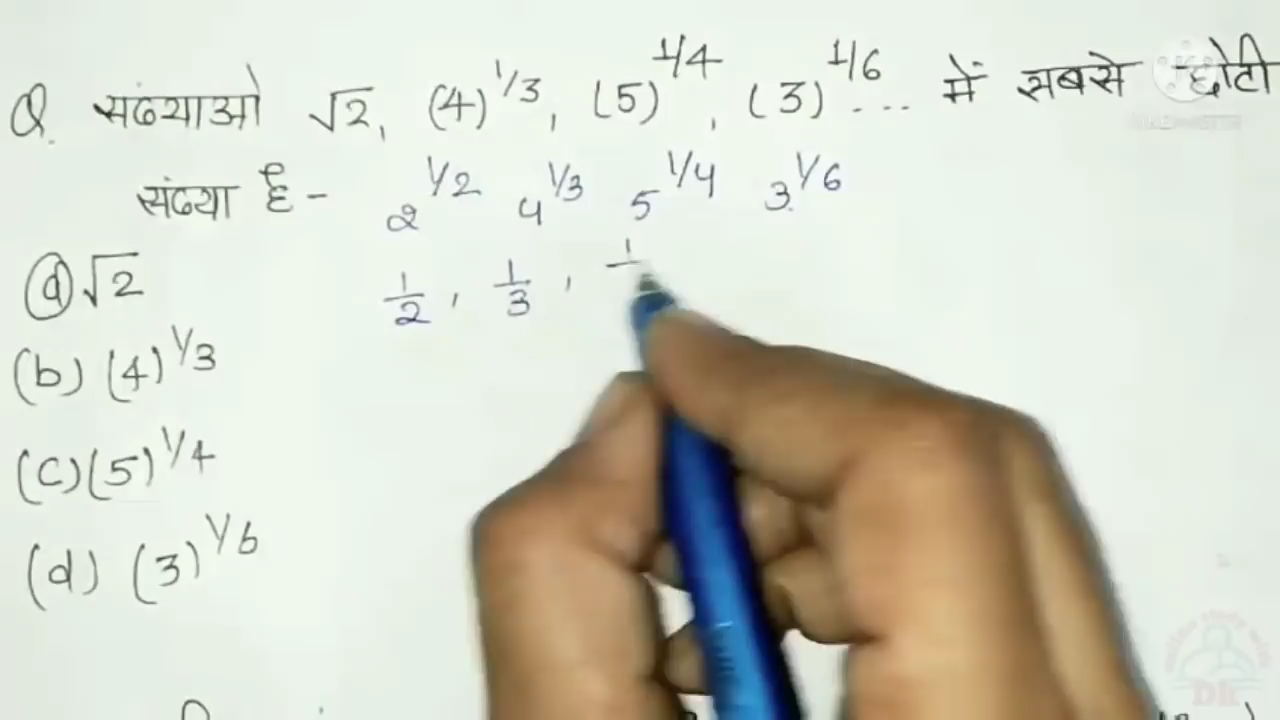 Q. संख्याओ √2, (4)^1/3, (5)^1/4, (3)^1/6 ... में सबसे छोटी
संख्या है - 2^1/2 4^1/3 5^1/4 3^1/6
(a) √2 1/2, 1/3, 1
(b) (4)^1/3
(c) (5)^1/4
(d) (3)^1/6